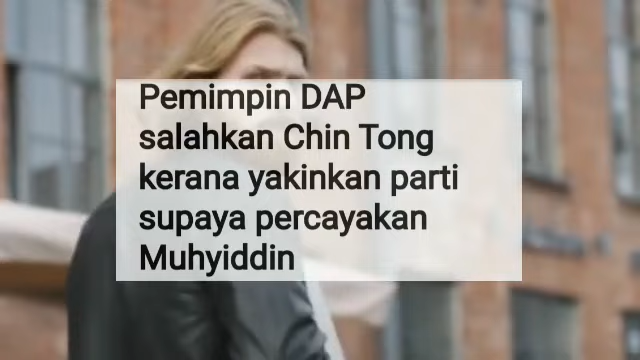 Pemimpin DAP
salahkan Chin Tong
kerana yakinkan parti
supaya percayakan
Muhyiddin